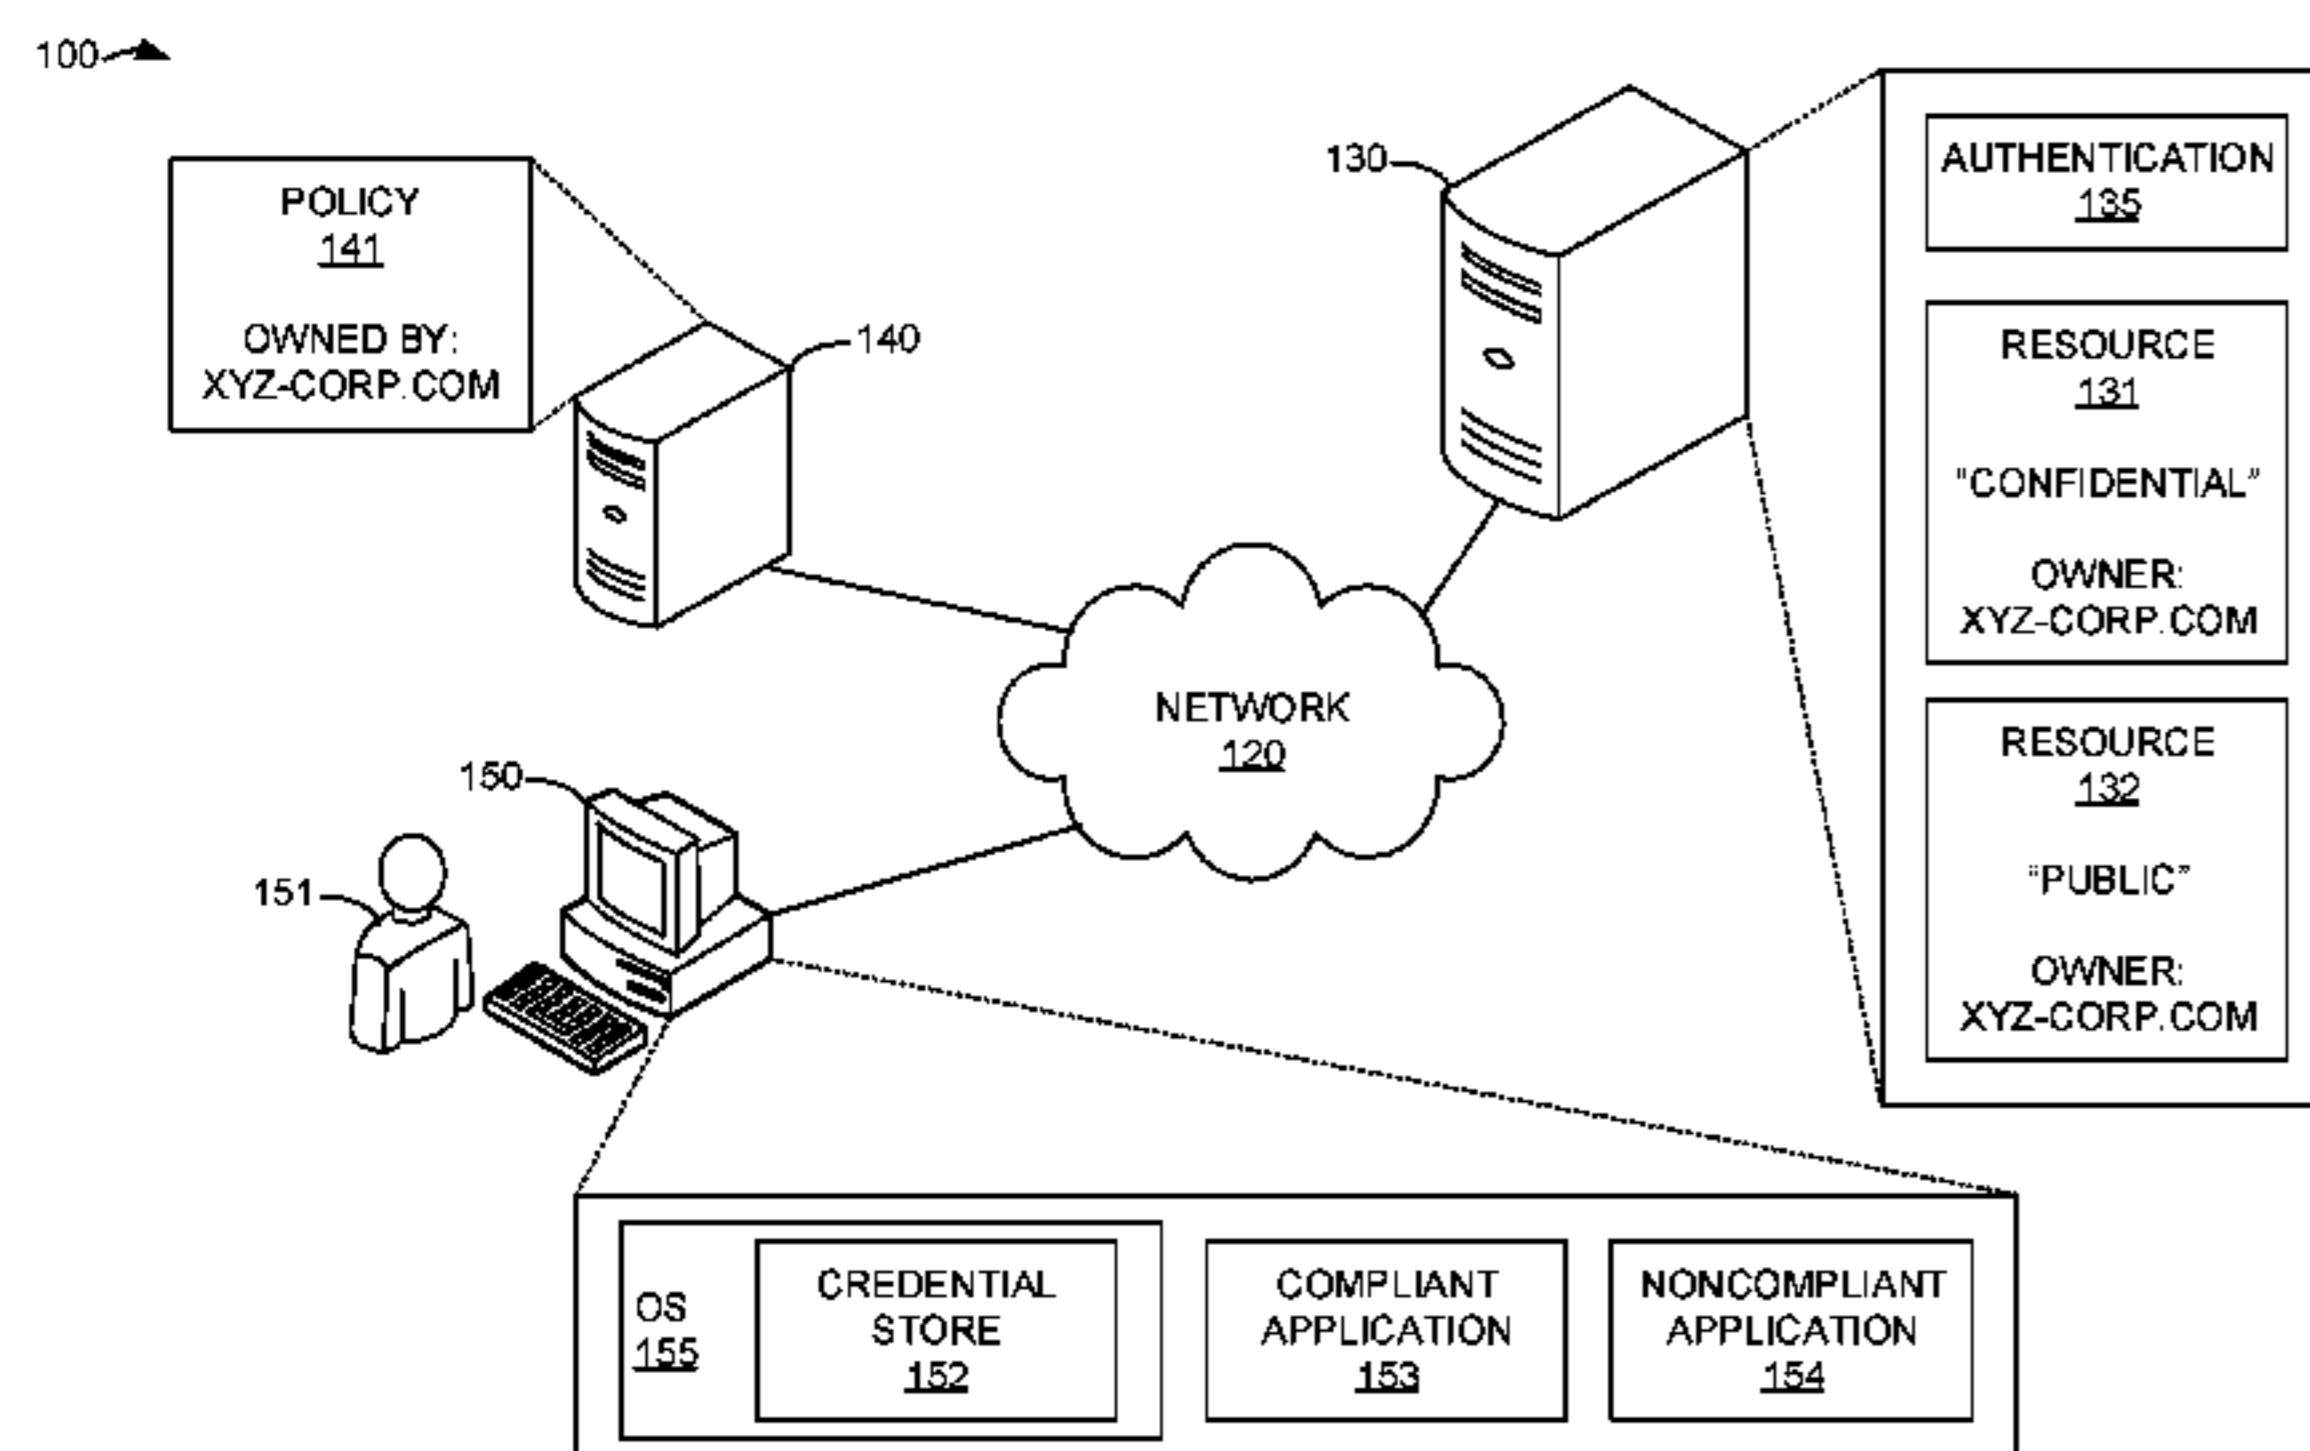 100
POLICY
141
OWNED BY:
XYZ-CORP.COM
140
130
AUTHENTICATION
135
RESOURCE
131
"CONFIDENTIAL"
OWNER:
XYZ-CORP.COM
RESOURCE
132
"PUBLIC"
OWNER:
XYZ-CORP.COM
NETWORK
120
150
151
OS
155
CREDENTIAL
STORE
152
COMPLIANT
APPLICATION
153
NONCOMPLIANT
APPLICATION
154